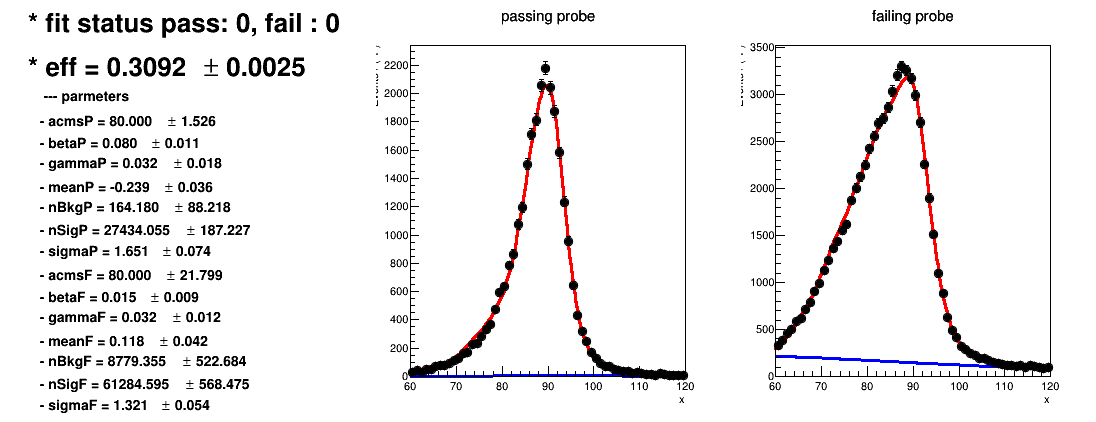 * fit status pass: 0, fail : 0
* eff = 0.3092 ± 0.0025
--- parmeters
- acmsP = 80.000 ± 1.526
- betaP = 0.080 ± 0.011
- gammaP = 0.032 ± 0.018
- meanP = -0.239 ± 0.036
- nBkgP = 164.180 ± 88.218
- nSigP = 27434.055 ± 187.227
- sigmaP = 1.651 ± 0.074
- acmsF = 80.000 ± 21.799
- betaF = 0.015 ± 0.009
- gammaF = 0.032 ± 0.012
- meanF = 0.118 ± 0.042
- nBkgF = 8779.355 ± 522.684
- nSigF = 61284.595 ± 568.475
- sigmaF = 1.321 ± 0.054
passing probe
2200
2000
1800
1600
1400
1200
1000
800
600
400
200
0
60 70 80 90 100 110 120
x
failing probe
3500
3000
2500
2000
1500
1000
500
0
60 70 80 90 100 110 120
x